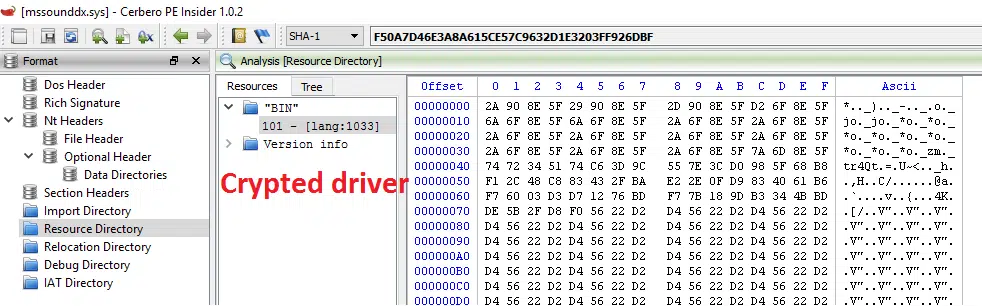 [mssounddx.sys] - Cerbero PE Insider 1.0.2
SHA-1 F50A7D46E3A8A615CE57C9632D1E3203FF926DBF
Format
Analysis [Resource Directory]
Dos Header
Rich Signature
Nt Headers
File Header
Optional Header
Data Directories
Section Headers
Import Directory
Resource Directory
Relocation Directory
Debug Directory
IAT Directory
Resources Tree
"BIN"
101 - [lang:1033]
Version info
Crypted driver
Offset 0 1 2 3 4 5 6 7 8 9 A B C D E F Ascii
00000000 2A 90 8E 5F 29 90 8E 5F 2D 90 8E 5F D2 6F 8E 5F *.._).._-.._.o._
00000010 6A 6F 8E 5F 6A 6F 8E 5F 2A 6F 8E 5F 2A 6F 8E 5F jo._jo._*o._*o._
00000020 2A 6F 8E 5F 2A 6F 8E 5F 2A 6F 8E 5F 2A 6F 8E 5F *o._*o._*o._*o._
00000030 2A 6F 8E 5F 2A 6F 8E 5F 2A 6F 8E 5F 7A 6D 8E 5F *o._*o._*o._zm._
00000040 74 72 34 51 74 C6 3D 9C 55 7E 3C D0 98 5F 68 B8 tr4Qt.=.U~<.._h.
00000050 F1 2C 48 C8 83 43 2F BA E2 2E 0F D9 83 40 61 B6 .,H..C/......@a.
00000060 F7 60 03 D3 D7 12 76 BD F7 7B 18 9D B3 34 4B BD .`....v..{...4K.
00000070 DE 5B 2F D8 F0 56 22 D2 D4 56 22 D2 D4 56 22 D2 .[/..V"..V"..V".
00000080 D4 56 22 D2 D4 56 22 D2 D4 56 22 D2 D4 56 22 D2 .V"..V"..V"..V".
00000090 D4 56 22 D2 D4 56 22 D2 D4 56 22 D2 D4 56 22 D2 .V"..V"..V"..V".
000000A0 D4 56 22 D2 D4 56 22 D2 D4 56 22 D2 D4 56 22 D2 .V"..V"..V"..V".
000000B0 D4 56 22 D2 D4 56 22 D2 D4 56 22 D2 D4 56 22 D2 .V"..V"..V"..V".
000000C0 D4 56 22 D2 D4 56 22 D2 D4 56 22 D2 D4 56 22 D2 .V"..V"..V"..V".
000000D0 D4 56 22 D2 D4 56 22 D2 D4 56 22 D2 D4 56 22 D2 .V"..V"..V"..V".